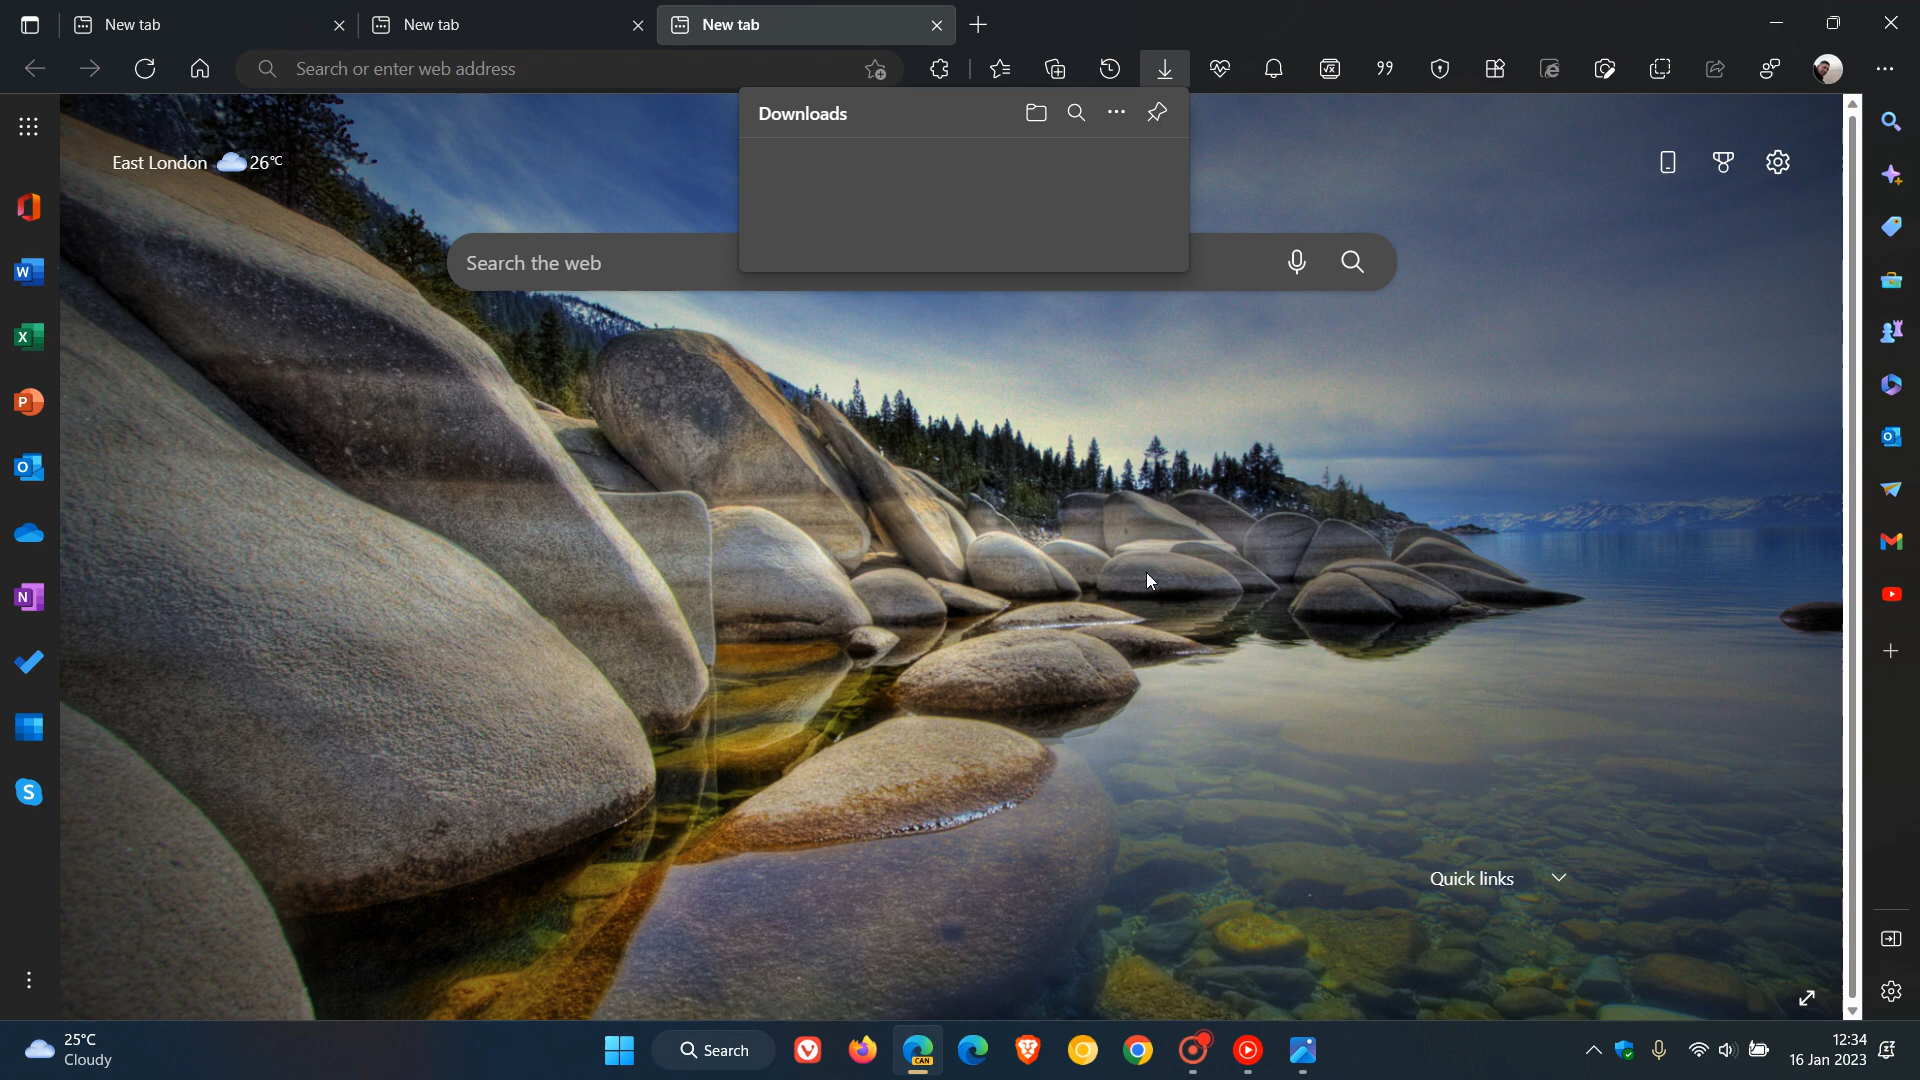 New tab
New tab
New tab
Search or enter web address
Downloads
East London 26°C
Search the web
Quick links
25°C
Cloudy
Search
CAN
12:34
16 Jan 2023